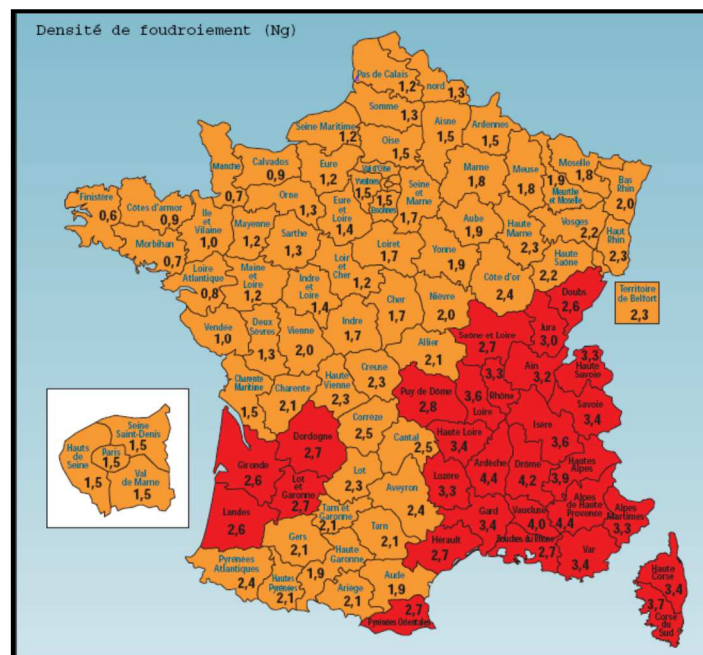 Densité de foudroiement (Ng)
Pas de Calais
1,2
nord
1,3
Somme
1,3
Seine Maritime
1,2
Aisne
1,5
Ardennes
1,5
Oise
1,5
Manche
0,7
Calvados
0,9
Eure
1,2
Val d'Oise
Yvelines
1,5
1,5
Essonnes
Seine
et
Marne
1,7
Marne
1,8
Meuse
1,8
Moselle
1,8
1,9
Meurthe
et Moselle
Bas
Rhin
2,0
Finistère
0,6
Côtes d'armor
0,9
Morbihan
0,7
Ile
et
Vilaine
1,0
Mayenne
1,2
Orne
1,3
Sarthe
1,3
Eure et
Loire
1,4
Loiret
1,7
Aube
1,9
Haute
Marne
2,3
Vosges
2,2
Haut
Rhin
2,3
Yonne
1,9
Haute
Saône
2,2
Côte d'or
2,4
Doubs
2,6
Territoire
de Belfort
2,3
Loire
Atlantique
0,8
Maine
et Loire
1,2
Indre
et Loire
1,4
Loir
et
Cher
1,2
Cher
1,7
Nièvre
2,0
Jura
3,0
Saône et Loire
2,7
Vendée
1,0
Deux
Sèvres
1,3
Vienne
2,0
Indre
1,7
Allier
2,1
Creuse
2,3
Haute
Vienne
2,3
Charente
Maritime
1,5
Charente
2,1
Puy de Dôme
2,8
3,3
Rhône
3,6
Loire
Ain
3,2
3,3
Haute
Savoie
Savoie
3,4
Corrèze
2,5
Cantal
2,5
Haute Loire
3,4
Isère
3,6
Dordogne
2,7
Gironde
2,6
Lot
et
Garonne
2,7
Lot
2,3
Aveyron
2,4
Lozère
3,3
Ardèche
4,4
Drôme
4,2
Hautes
Alpes
3,9
Landes
2,6
Tarn et
Garonne
2,1
Tarn
2,1
Gard
3,4
Vaucluse
4,0
Alpes
de Haute
Provence
4,4
Alpes
Maritimes
3,3
Gers
2,1
Haute
Garonne
1,9
Hérault
2,7
Bouches du Rhône
2,7
Var
3,4
Pyrénées
Atlantiques
2,4
Hautes
Pyrénées
2,1
Ariège
2,1
Aude
1,9
2,7
Pyrénées Orientales
Haute
Corse
3,4
3,7
Corse
du
Sud
Seine
Saint-Denis
1,5
Hauts
de
Seine
1,5
Paris
1,5
Val
de Marne
1,5